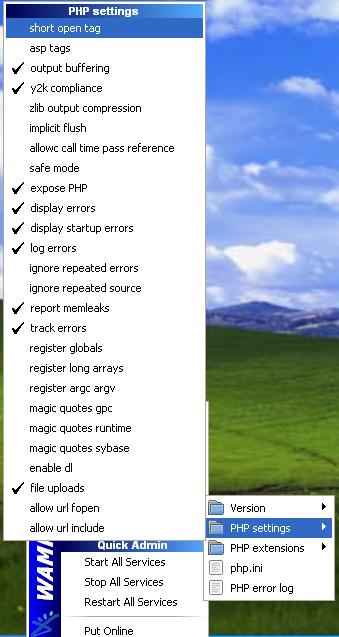 PHP settings
short open tag
asp tags
output buffering
y2k compliance
zlib output compression
implicit flush
allowc call time pass reference
safe mode
expose PHP
display errors
display startup errors
log errors
ignore repeated errors
ignore repeated source
report memleaks
track errors
register globals
register long arrays
register argc argv
magic quotes gpc
magic quotes runtime
magic quotes sybase
enable dl
file uploads
allow url fopen
allow url include
Version
PHP settings
PHP extensions
php.ini
PHP error log
WAM
Quick Admin
Start All Services
Stop All Services
Restart All Services
Put Online